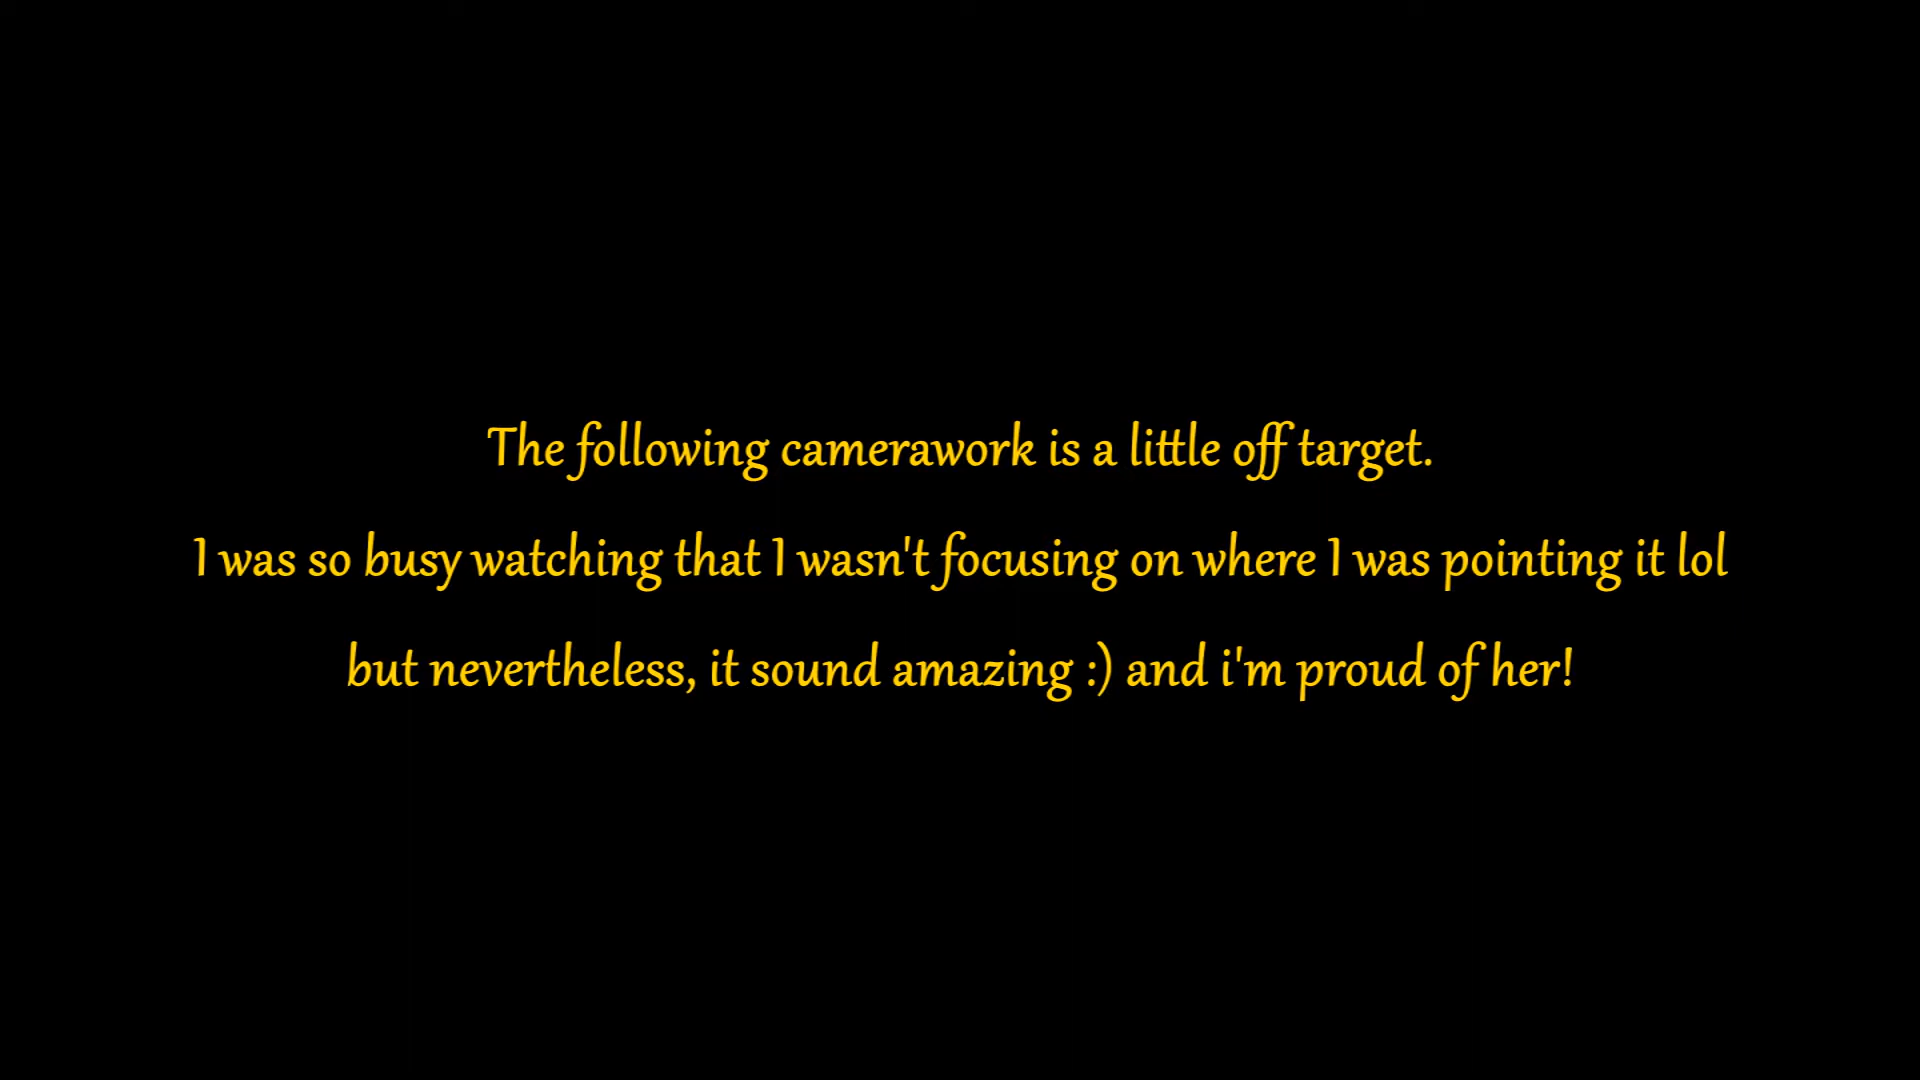 The following camerawork is a little off target.
I was so busy watching that I wasn't focusing on where I was pointing it lol
but nevertheless, it sound amazing :) and i'm proud of her!